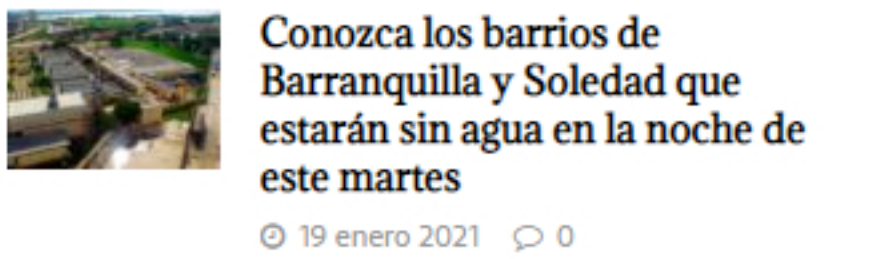 Conozca los barrios de
Barranquilla y Soledad que
estarán sin agua en la noche de
este martes
19 enero 2021 0